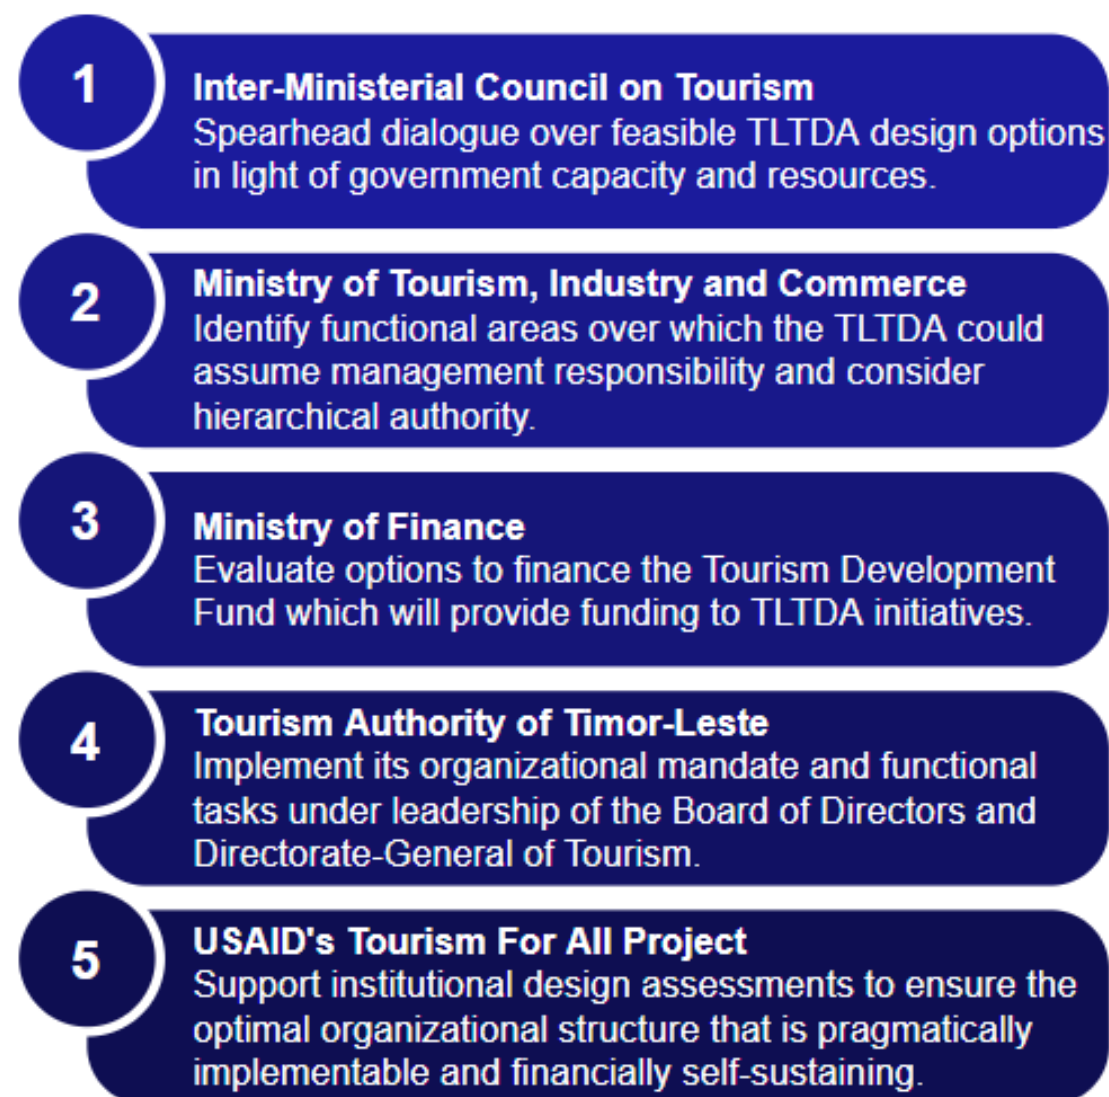 1
Inter-Ministerial Council on Tourism
Spearhead dialogue over feasible TLTDA design options
in light of government capacity and resources.
2
Ministry of Tourism, Industry and Commerce
Identify functional areas over which the TLTDA could
assume management responsibility and consider
hierarchical authority.
3
Ministry of Finance
Evaluate options to finance the Tourism Development
Fund which will provide funding to TLTDA initiatives.
4
Tourism Authority of Timor-Leste
Implement its organizational mandate and functional
tasks under leadership of the Board of Directors and
Directorate-General of Tourism.
5
USAID's Tourism For All Project
Support institutional design assessments to ensure the
optimal organizational structure that is pragmatically
implementable and financially self-sustaining.